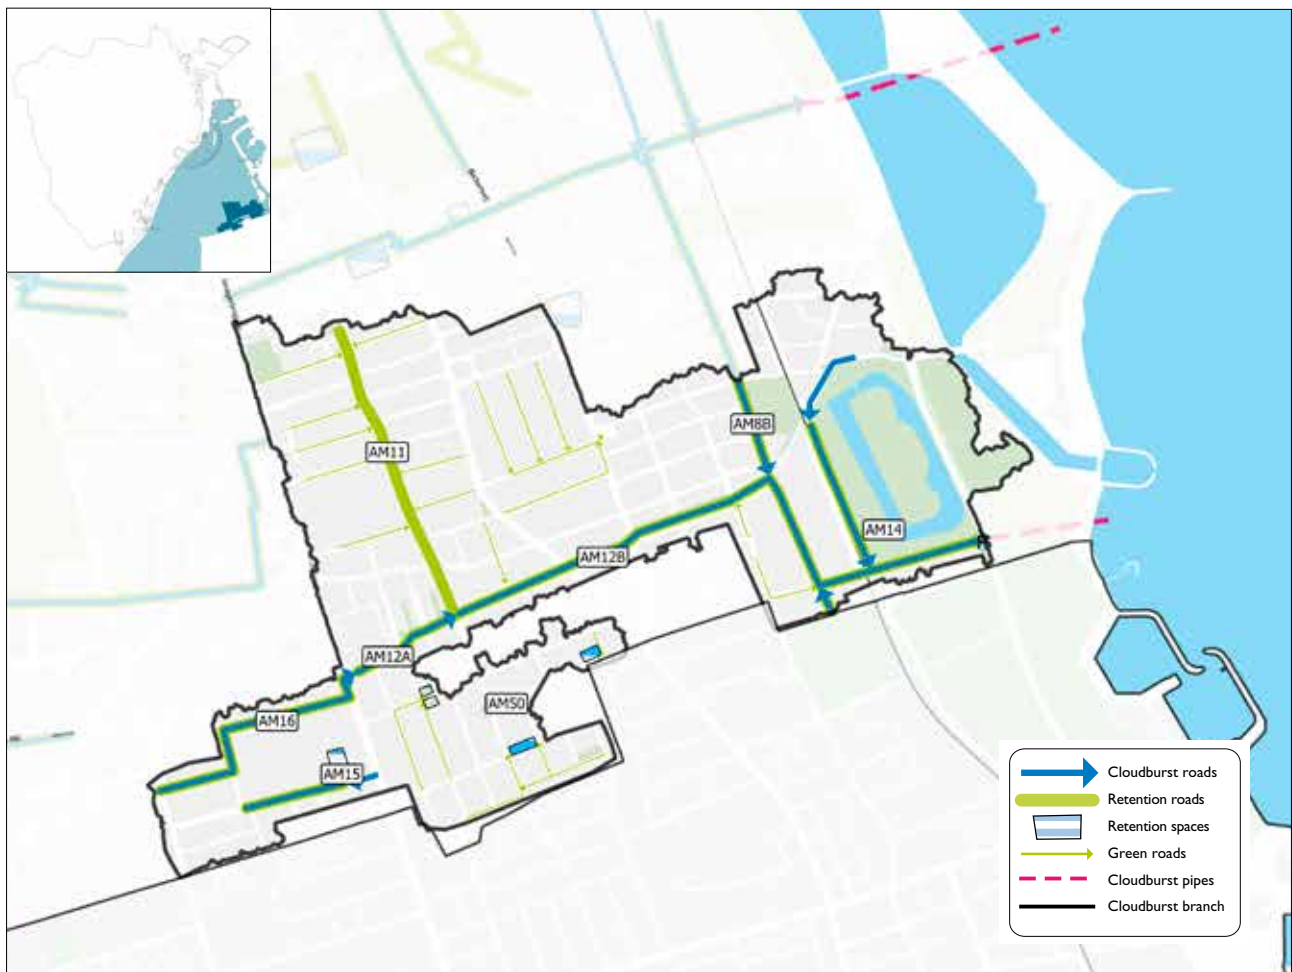 AM8B
AM11
AM14
AM12B
AM12A
AM50
AM16
AM15
Cloudburst roads
Retention roads
Retention spaces
Green roads
Cloudburst pipes
Cloudburst branch